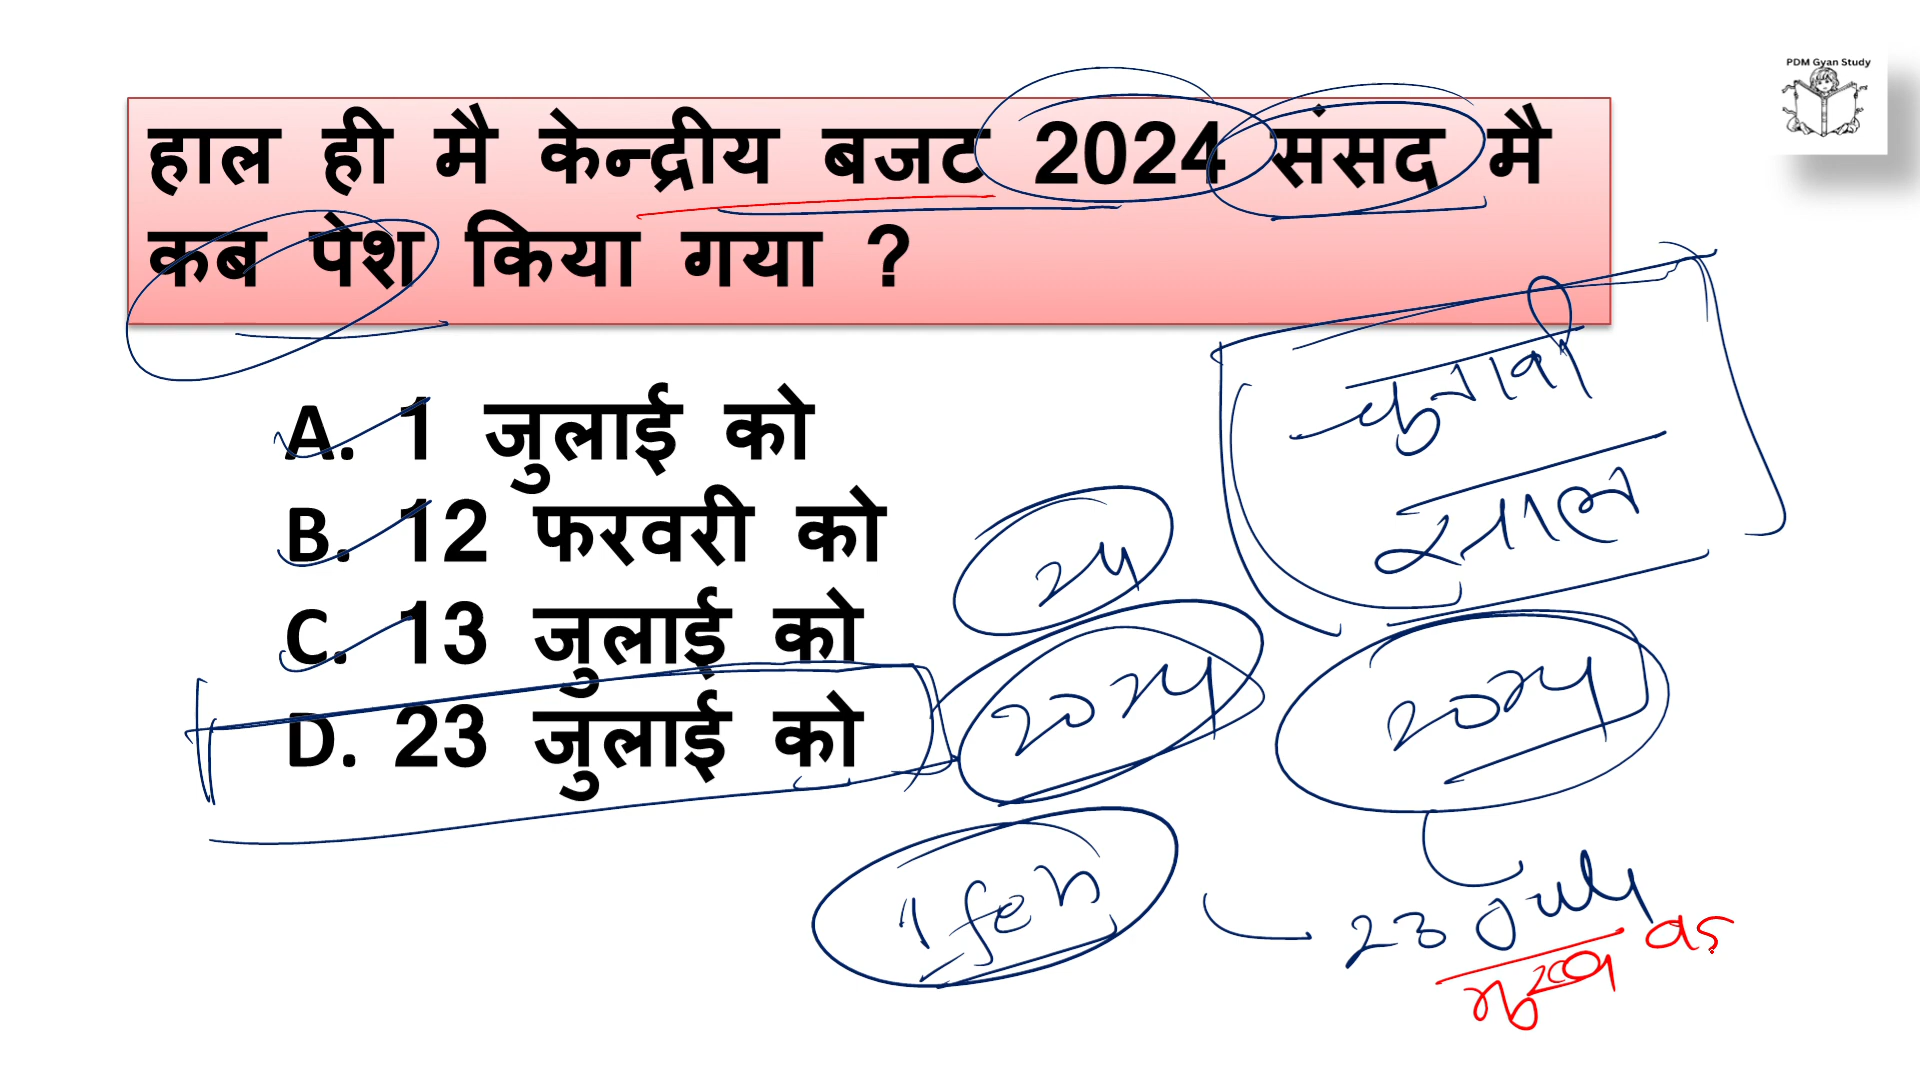 PDM Gyan Study
हाल ही मै केन्द्रीय बजट 2024 संसद मै
कब पेश किया गया ?
A. 1 जुलाई को
B. 12 फरवरी को
C. 13 जुलाई को
D. 23 जुलाई को
चुनावी
साल
24
2024
2024
1 feb
23 July